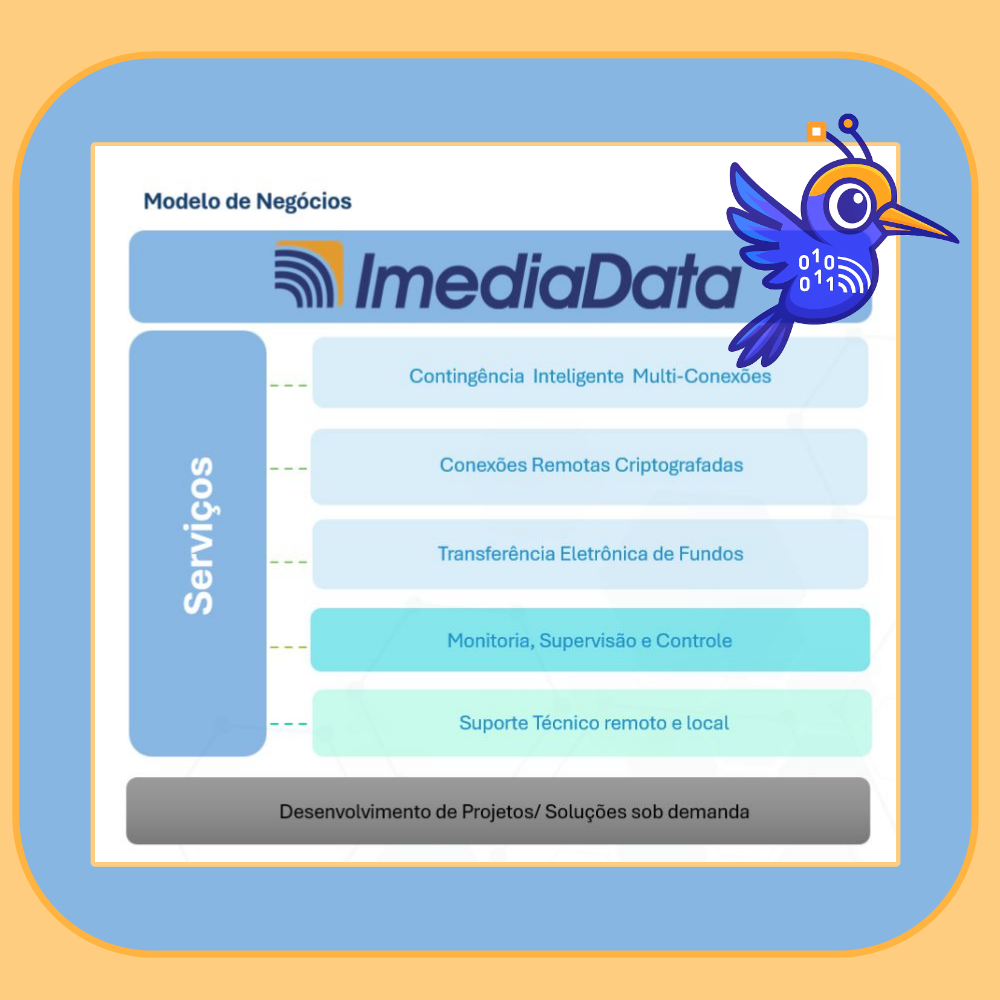 Modelo de Negócios
ImediaData
010
011
Serviços
Contingência Inteligente Multi-Conexões
Conexões Remotas Criptografadas
Transferência Eletrônica de Fundos
Monitoria, Supervisão e Controle
Suporte Técnico remoto e local
Desenvolvimento de Projetos/ Soluções sob demanda